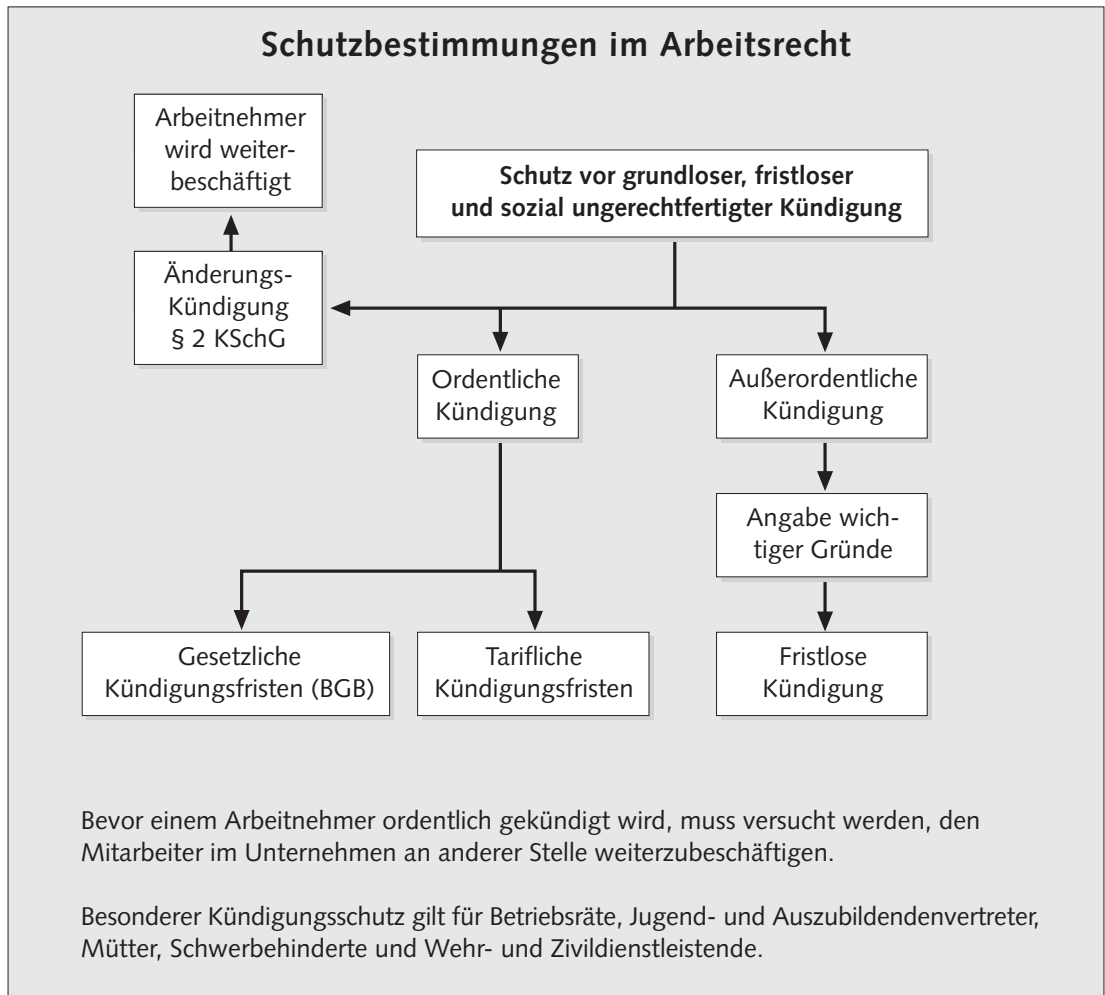 Schutzbestimmungen im Arbeitsrecht
Arbeitnehmer
wird weiter-
beschäftigt
Schutz vor grundloser, fristloser
und sozial ungerechtfertigter Kündigung
Änderungs-
Kündigung
§ 2 KSchG
Ordentliche
Kündigung
Außerordentliche
Kündigung
Angabe wich-
tiger Gründe
Gesetzliche
Kündigungsfristen (BGB)
Tarifliche
Kündigungsfristen
Fristlose
Kündigung
Bevor einem Arbeitnehmer ordentlich gekündigt wird, muss versucht werden, den
Mitarbeiter im Unternehmen an anderer Stelle weiterzubeschäftigen.
Besonderer Kündigungsschutz gilt für Betriebsräte, Jugend- und Auszubildendenvertreter,
Mütter, Schwerbehinderte und Wehr- und Zivildienstleistende.